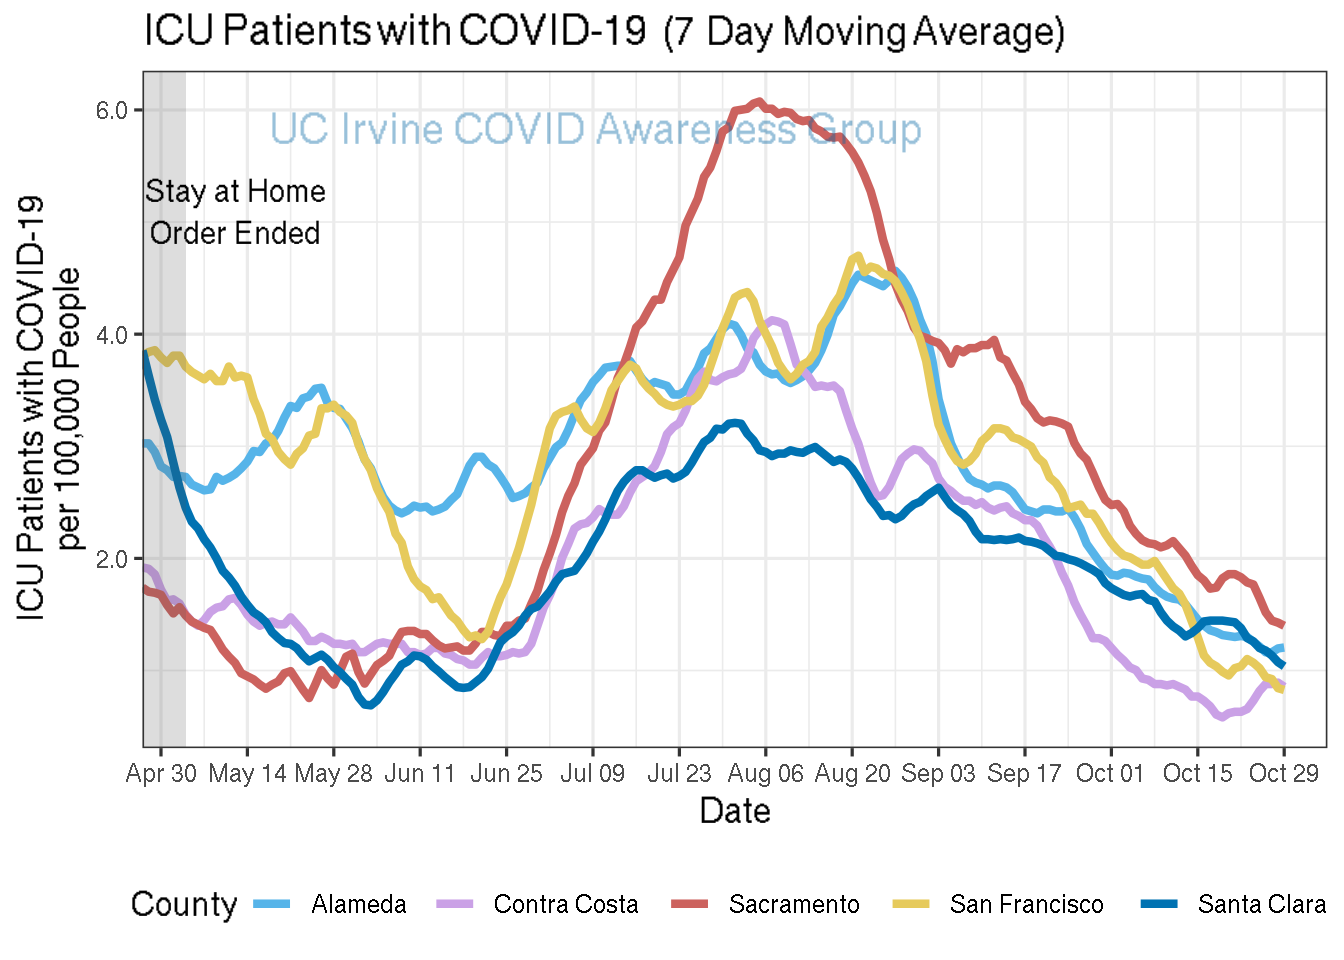 ICU Patients with COVID-19 (7 Day Moving Average)
UC Irvine COVID Awareness Group
Stay at Home
Order Ended
ICU Patients with COVID-19
per 100,000 People
6.0
4.0
2.0
Apr 30 May 14 May 28 Jun 11 Jun 25 Jul 09 Jul 23 Aug 06 Aug 20 Sep 03 Sep 17 Oct 01 Oct 15 Oct 29
Date
County Alameda Contra Costa Sacramento San Francisco Santa Clara